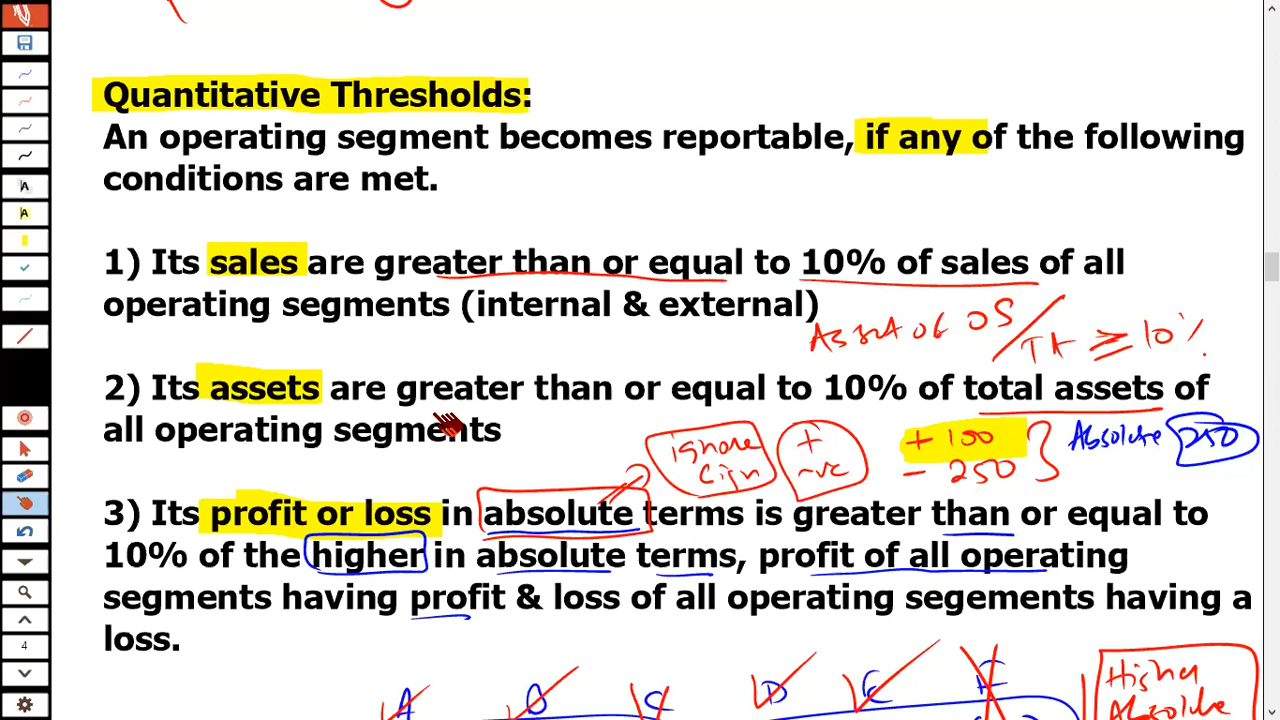 Quantitative Thresholds:
An operating segment becomes reportable, if any of the following
conditions are met.
1) Its sales are greater than or equal to 10% of sales of all
operating segments (internal & external)
Asset of OS / TA ≥ 10%
2) Its assets are greater than or equal to 10% of total assets of
all operating segments
ignore
sign
+
-vc
+ 100
- 250
Absolute 250
3) Its profit or loss in absolute terms is greater than or equal to
10% of the higher in absolute terms, profit of all operating
segments having profit & loss of all operating segements having a
loss.
A B C D E F
Higher
Absolute
4